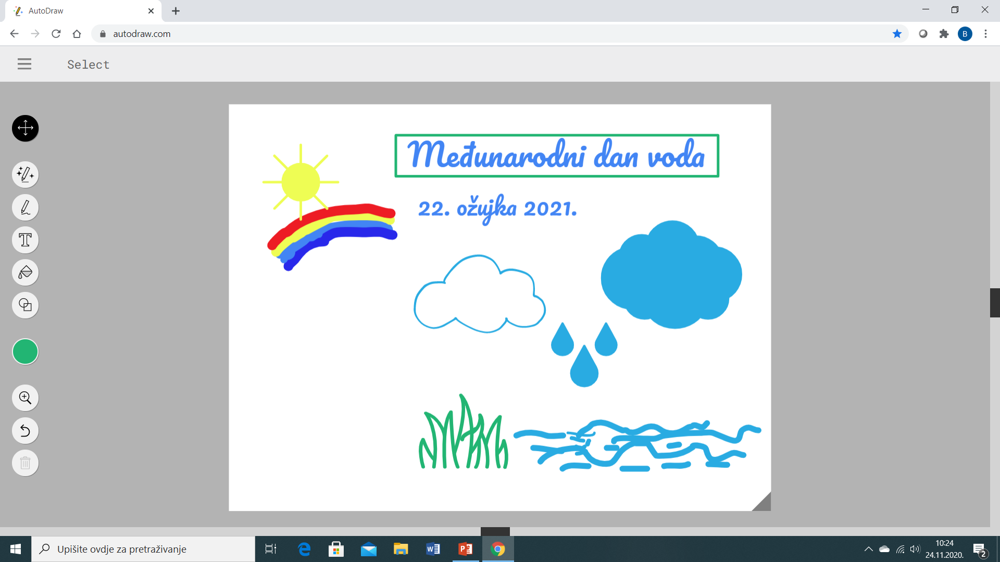 AutoDraw
autodraw.com
B
Select
Međunarodni dan voda
22. ožujka 2021.
T
Upišite ovdje za pretraživanje
10:24
24.11.2020.
2